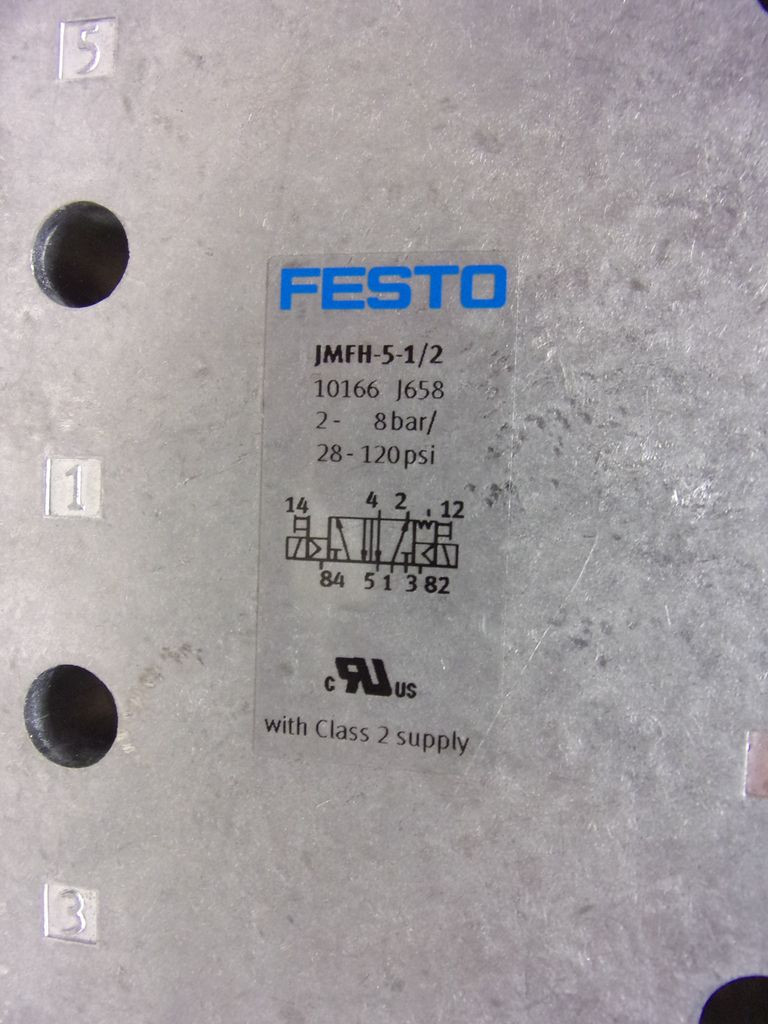 5
FESTO
JMFH-5-1/2
10166 J658
2- 8bar/
28-120psi
1
14 4 2 12
84 5 1 3 82
c RU US
with Class 2 supply
3